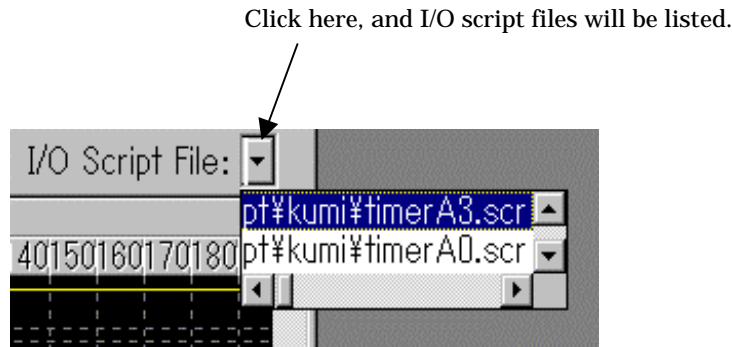 Click here, and I/O script files will be listed.
I/O Script File:
pt¥kumi¥timerA3.scr
40150160170180
pt¥kumi¥timerA0.scr